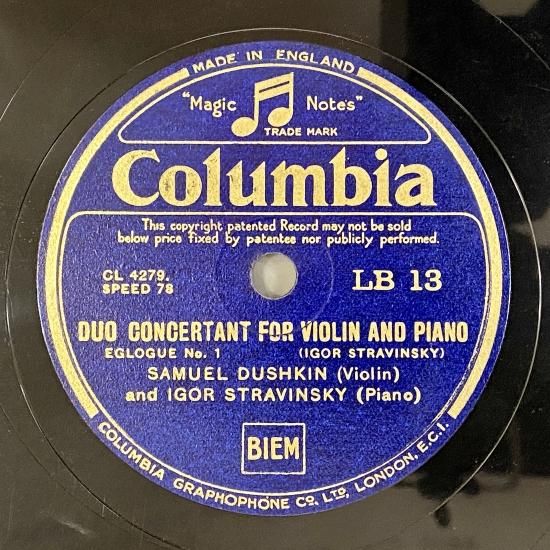 MADE IN ENGLAND
"Magic Notes"
TRADE MARK
Columbia
This copyright patented Record may not be sold
below price fixed by patentee nor publicly performed.
CL 4279.
SPEED 78
LB 13
DUO CONCERTANT FOR VIOLIN AND PIANO
EGLOGUE No. 1 (IGOR STRAVINSKY)
SAMUEL DUSHKIN (Violin)
and IGOR STRAVINSKY (Piano)
BIEM
COLUMBIA GRAPHOPHONE CO. LTD, LONDON, E.C.1.